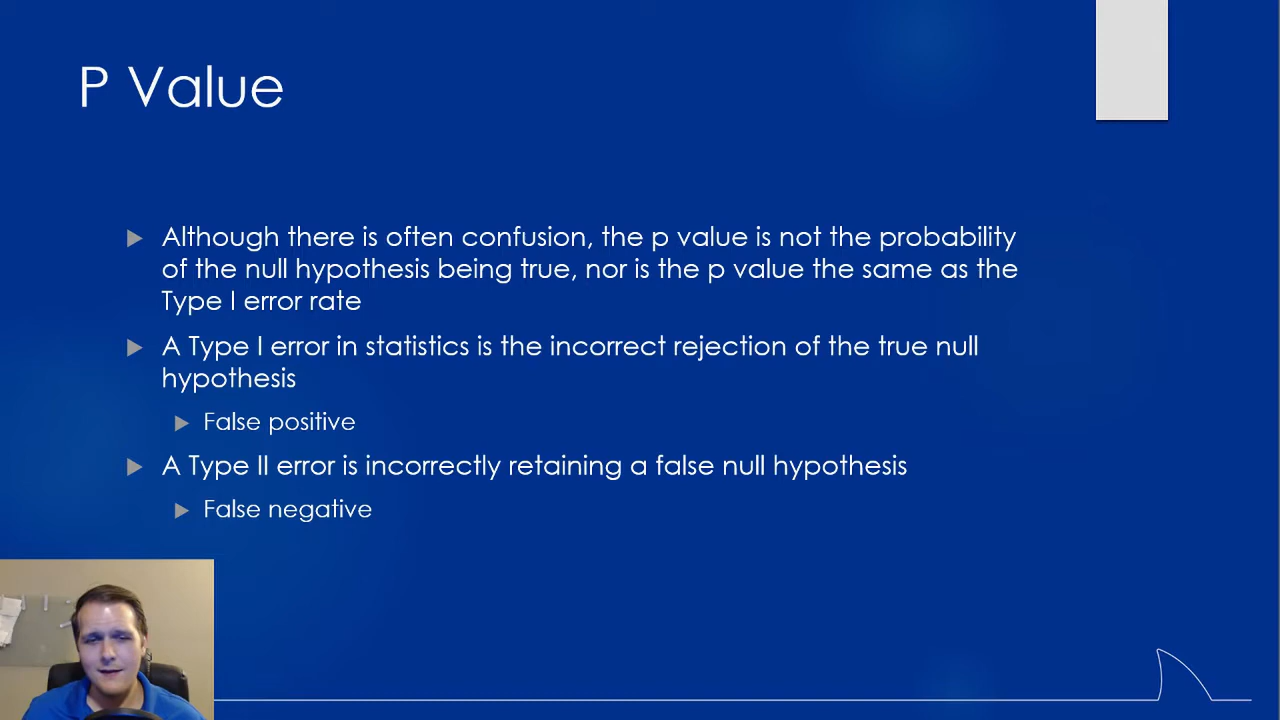 P Value
Although there is often confusion, the p value is not the probability
of the null hypothesis being true, nor is the p value the same as the
Type I error rate
A Type I error in statistics is the incorrect rejection of the true null
hypothesis
False positive
A Type II error is incorrectly retaining a false null hypothesis
False negative